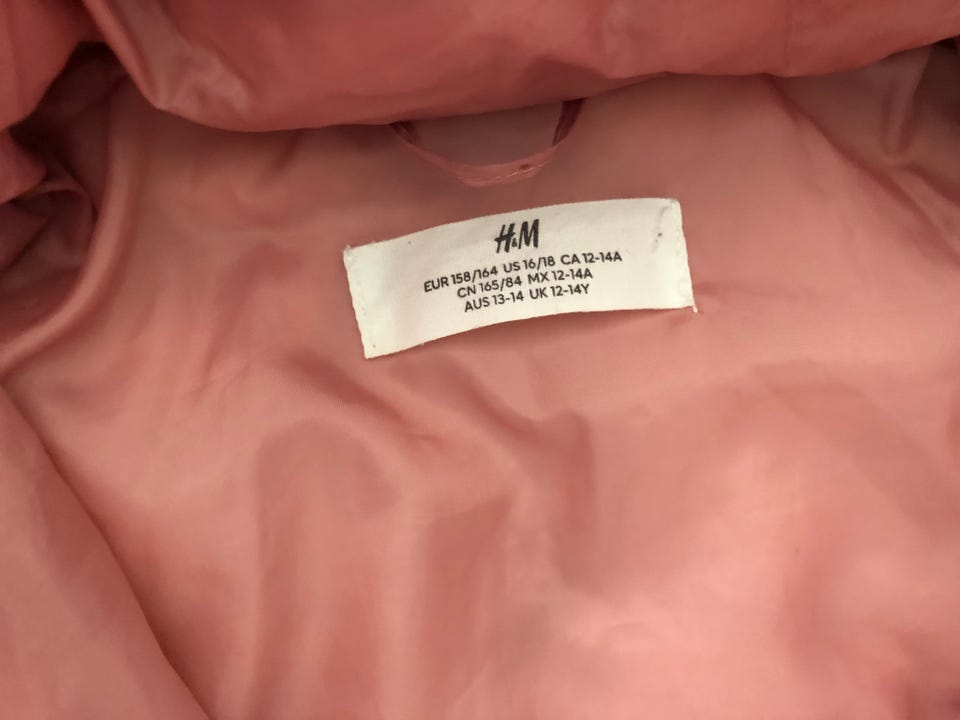 H&M
EUR 158/164 US 16/18 CA 12-14A
CN 165/84 MX 12-14A
AUS 13-14 UK 12-14Y